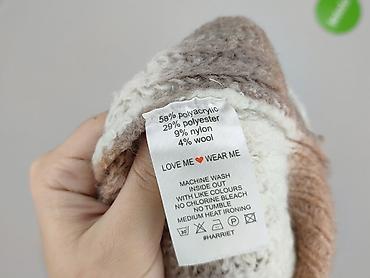 58% polyacrylic
29% polyester
9% nylon
4% wool
LOVE ME ❤ WEAR ME
MACHINE WASH
INSIDE OUT
WITH LIKE COLOURS
NO CHLORINE BLEACH
NO TUMBLE
MEDIUM HEAT IRONING
#HARRIET